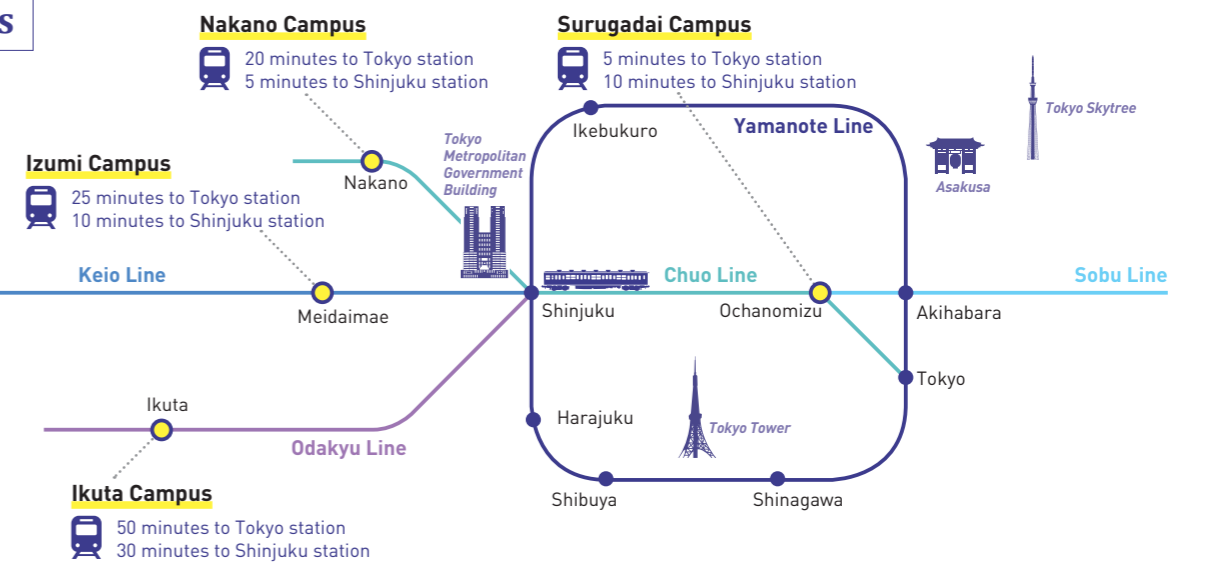 s
Nakano Campus
20 minutes to Tokyo station
5 minutes to Shinjuku station
Surugadai Campus
5 minutes to Tokyo station
10 minutes to Shinjuku station
Ikebukuro
Yamanote Line
Tokyo Skytree
Tokyo
Metropolitan
Government
Building
Asakusa
Izumi Campus
25 minutes to Tokyo station
10 minutes to Shinjuku station
Nakano
Keio Line
Chuo Line
Sobu Line
Meidaimae
Shinjuku
Ochanomizu
Akihabara
Tokyo
Ikuta
Harajuku
Tokyo Tower
Odakyu Line
Shibuya
Shinagawa
Ikuta Campus
50 minutes to Tokyo station
30 minutes to Shinjuku station